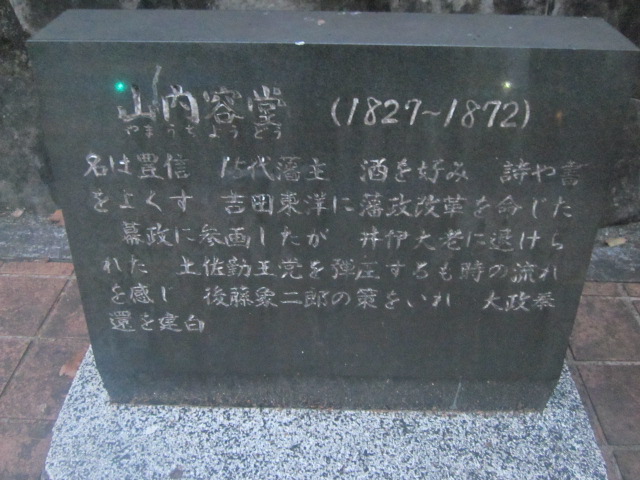 山内容堂 (1827~1872)
やまうちようどう
名は豊信 15代藩主 酒を好み 詩や書
をよくす 吉田東洋に藩政改革を命じた
幕政に参画したが 井伊大老に退けら
れた 土佐勤王党を弾圧するも時の流れ
を感じ 後藤象二郎の策をいれ 大政奉
還を建白